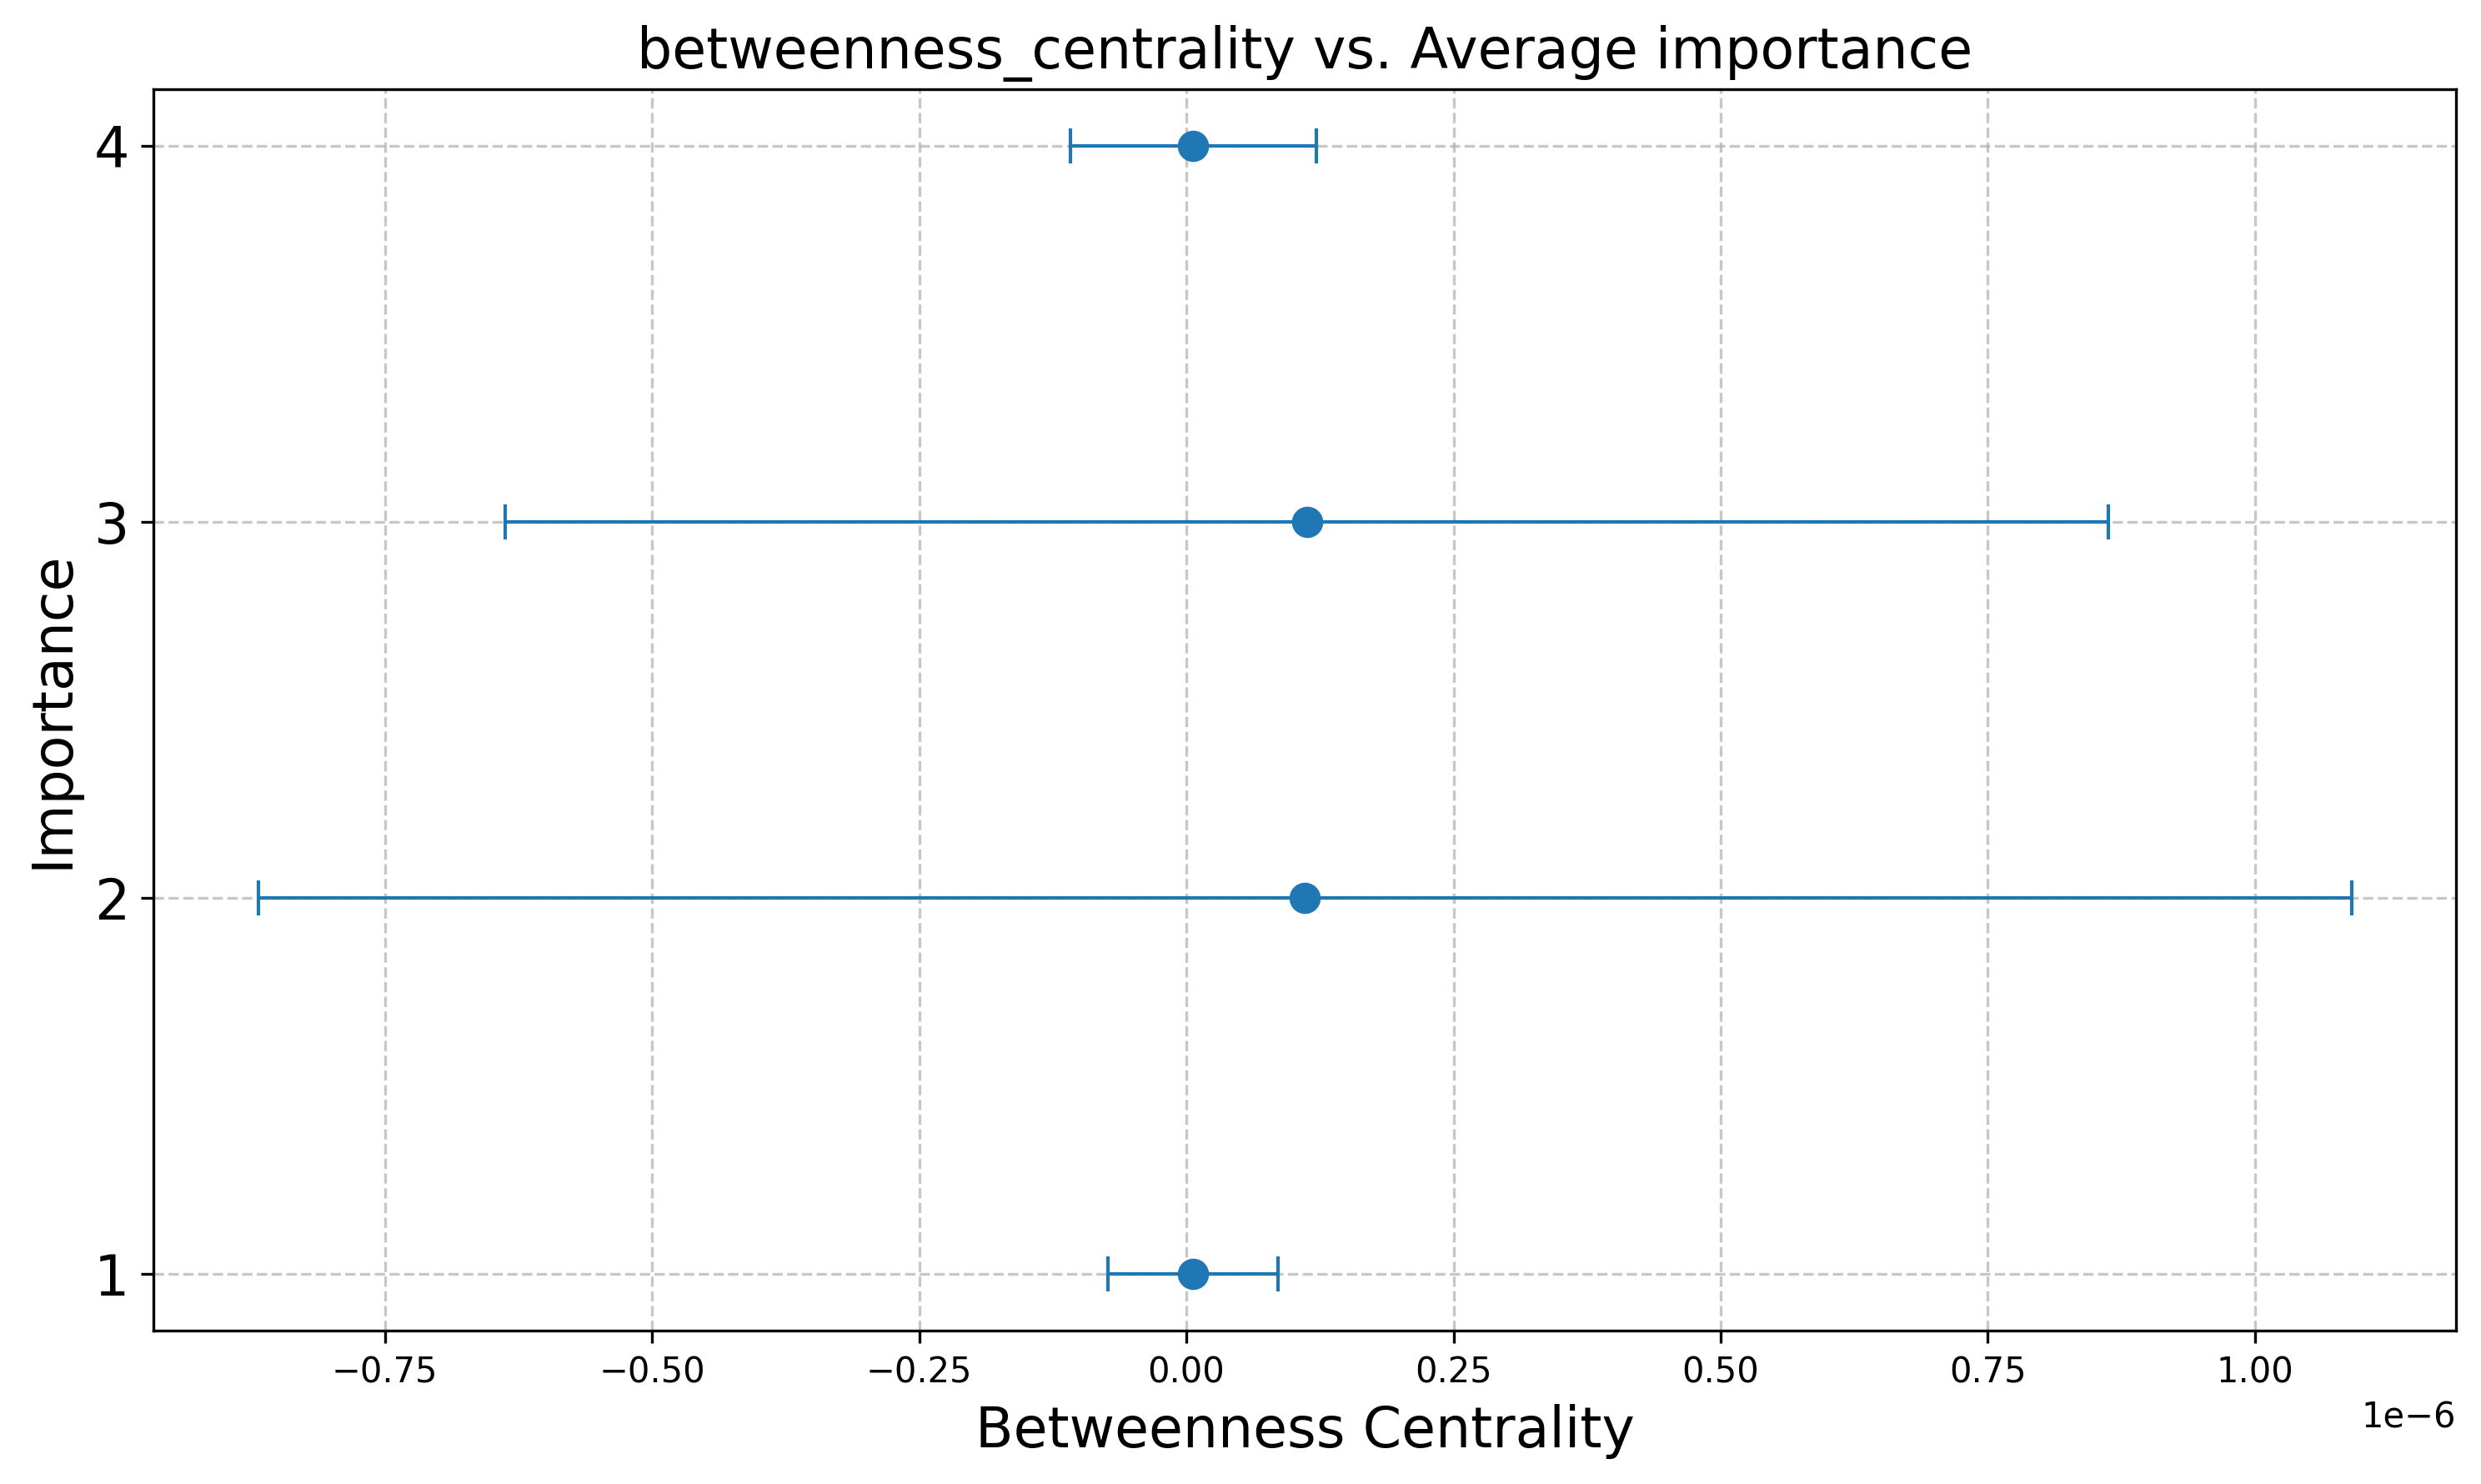 betweenness_centrality vs. Average importance
4
3
2
1
Importance
−0.75 −0.50 −0.25 0.00 0.25 0.50 0.75 1.00
1e−6
Betweenness Centrality